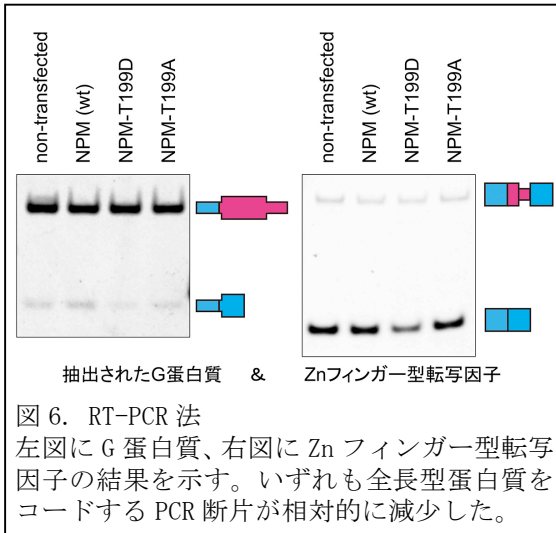 non-transfected
NPM (wt)
NPM-T199D
NPM-T199A
non-transfected
NPM (wt)
NPM-T199D
NPM-T199A
抽出されたG蛋白質 & Znフィンガー型転写因子
図 6. RT-PCR 法
左図に G 蛋白質、右図に Zn フィンガー型転写
因子の結果を示す。いずれも全長型蛋白質を
コードする PCR 断片が相対的に減少した。